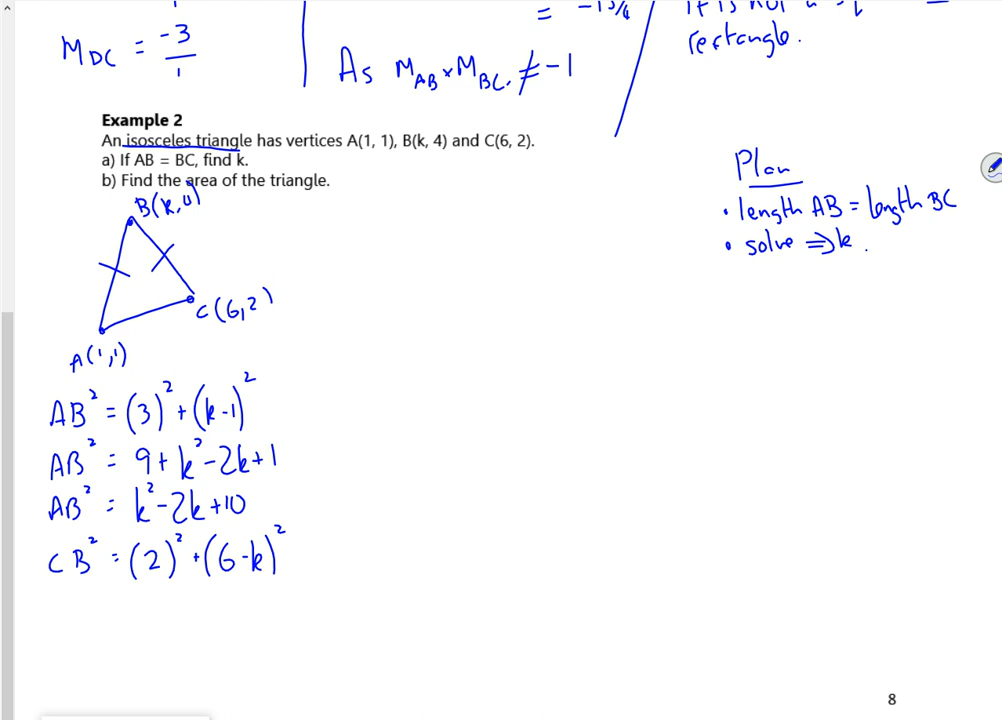 M_DC = -3/1
= -1 3/4
As M_AB × M_BC ≠ -1
rectangle.
Example 2
An isosceles triangle has vertices A(1, 1), B(k, 4) and C(6, 2).
a) If AB = BC, find k.
b) Find the area of the triangle.
Plan
• length AB = length BC
• solve ⇒ k.
B(k, 4)
C(6, 2)
A(1, 1)
AB² = (3)² + (k-1)²
AB² = 9 + k² - 2k + 1
AB² = k² - 2k + 10
CB² = (2)² + (6-k)²
8